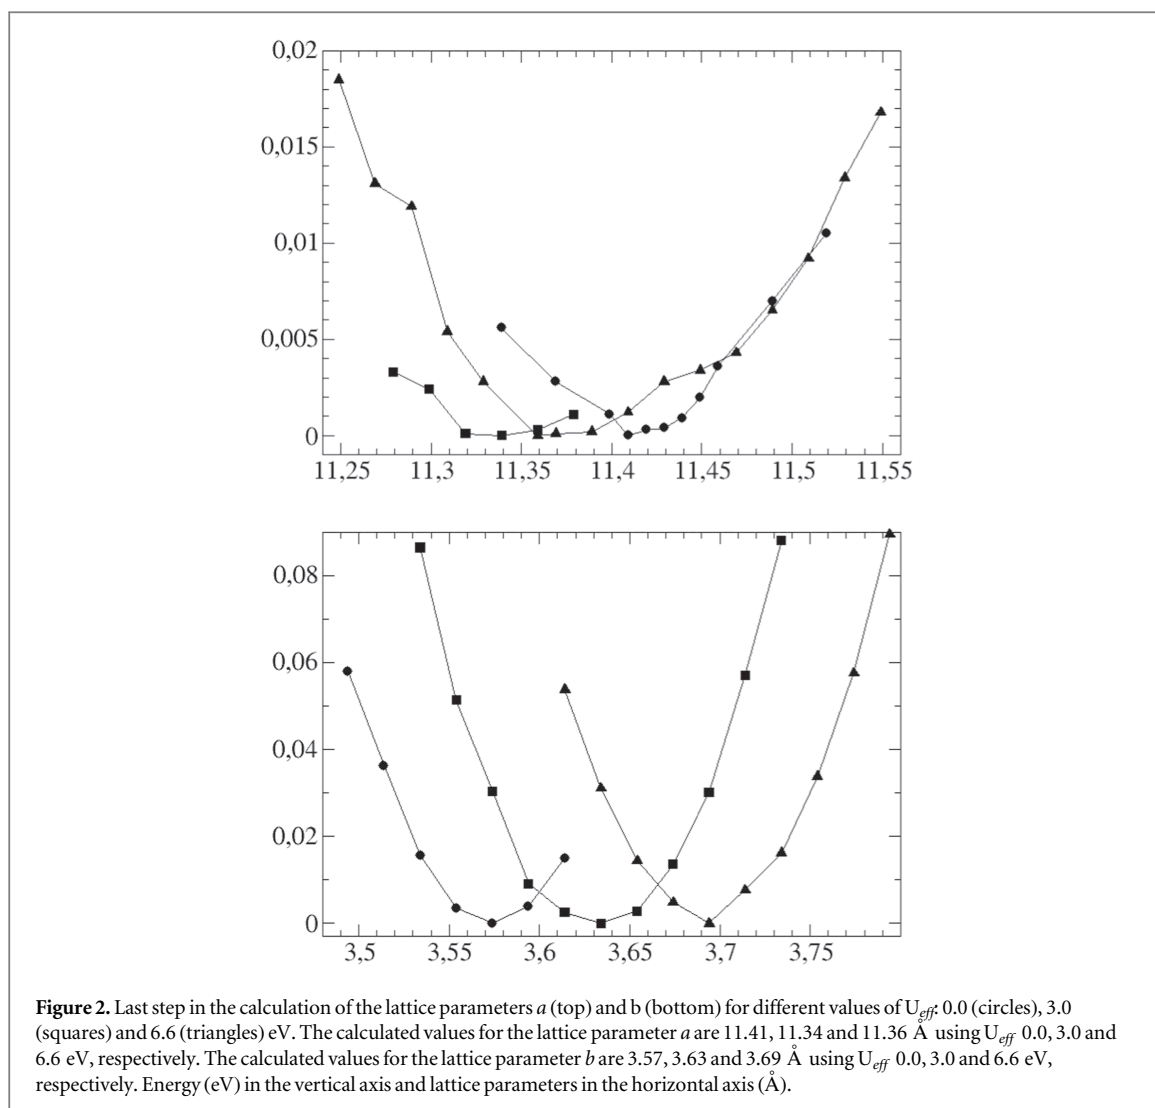 0,02
0,015
0,01
0,005
0
11,25 11,3 11,35 11,4 11,45 11,5 11,55
0,08
0,06
0,04
0,02
0
3,5 3,55 3,6 3,65 3,7 3,75
Figure 2. Last step in the calculation of the lattice parameters a (top) and b (bottom) for different values of Ueff: 0.0 (circles), 3.0
(squares) and 6.6 (triangles) eV. The calculated values for the lattice parameter a are 11.41, 11.34 and 11.36 Å using Ueff 0.0, 3.0 and
6.6 eV, respectively. The calculated values for the lattice parameter b are 3.57, 3.63 and 3.69 Å using Ueff 0.0, 3.0 and 6.6 eV,
respectively. Energy (eV) in the vertical axis and lattice parameters in the horizontal axis (Å).